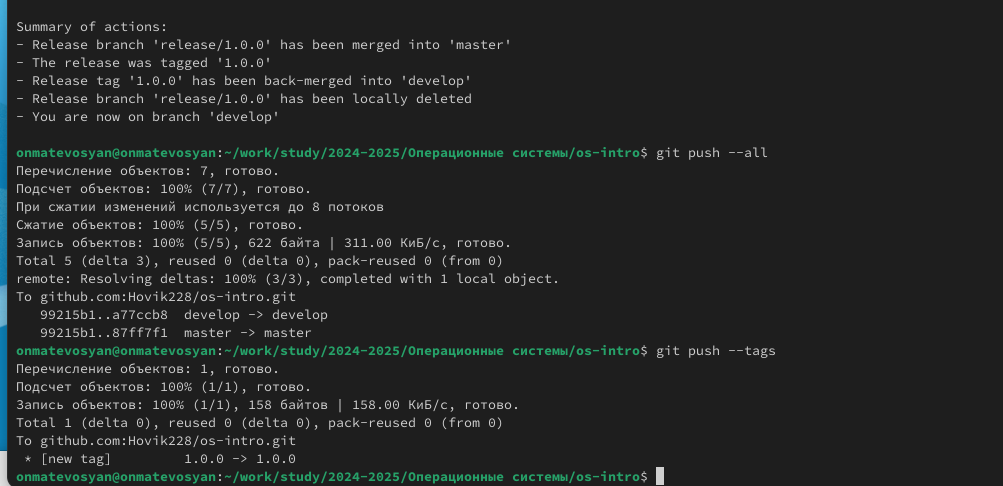 Summary of actions:
- Release branch 'release/1.0.0' has been merged into 'master'
- The release was tagged '1.0.0'
- Release tag '1.0.0' has been back-merged into 'develop'
- Release branch 'release/1.0.0' has been locally deleted
- You are now on branch 'develop'
onmatevosyan@onmatevosyan:~/work/study/2024-2025/Операционные системы/os-intro$ git push --all
Перечисление объектов: 7, готово.
Подсчет объектов: 100% (7/7), готово.
При сжатии изменений используется до 8 потоков
Сжатие объектов: 100% (5/5), готово.
Запись объектов: 100% (5/5), 622 байта | 311.00 КиБ/с, готово.
Total 5 (delta 3), reused 0 (delta 0), pack-reused 0 (from 0)
remote: Resolving deltas: 100% (3/3), completed with 1 local object.
To github.com:Hovik228/os-intro.git
   99215b1..a77ccb8  develop -> develop
   99215b1..87ff7f1  master -> master
onmatevosyan@onmatevosyan:~/work/study/2024-2025/Операционные системы/os-intro$ git push --tags
Перечисление объектов: 1, готово.
Подсчет объектов: 100% (1/1), готово.
Запись объектов: 100% (1/1), 158 байтов | 158.00 КиБ/с, готово.
Total 1 (delta 0), reused 0 (delta 0), pack-reused 0 (from 0)
To github.com:Hovik228/os-intro.git
 * [new tag]         1.0.0 -> 1.0.0
onmatevosyan@onmatevosyan:~/work/study/2024-2025/Операционные системы/os-intro$